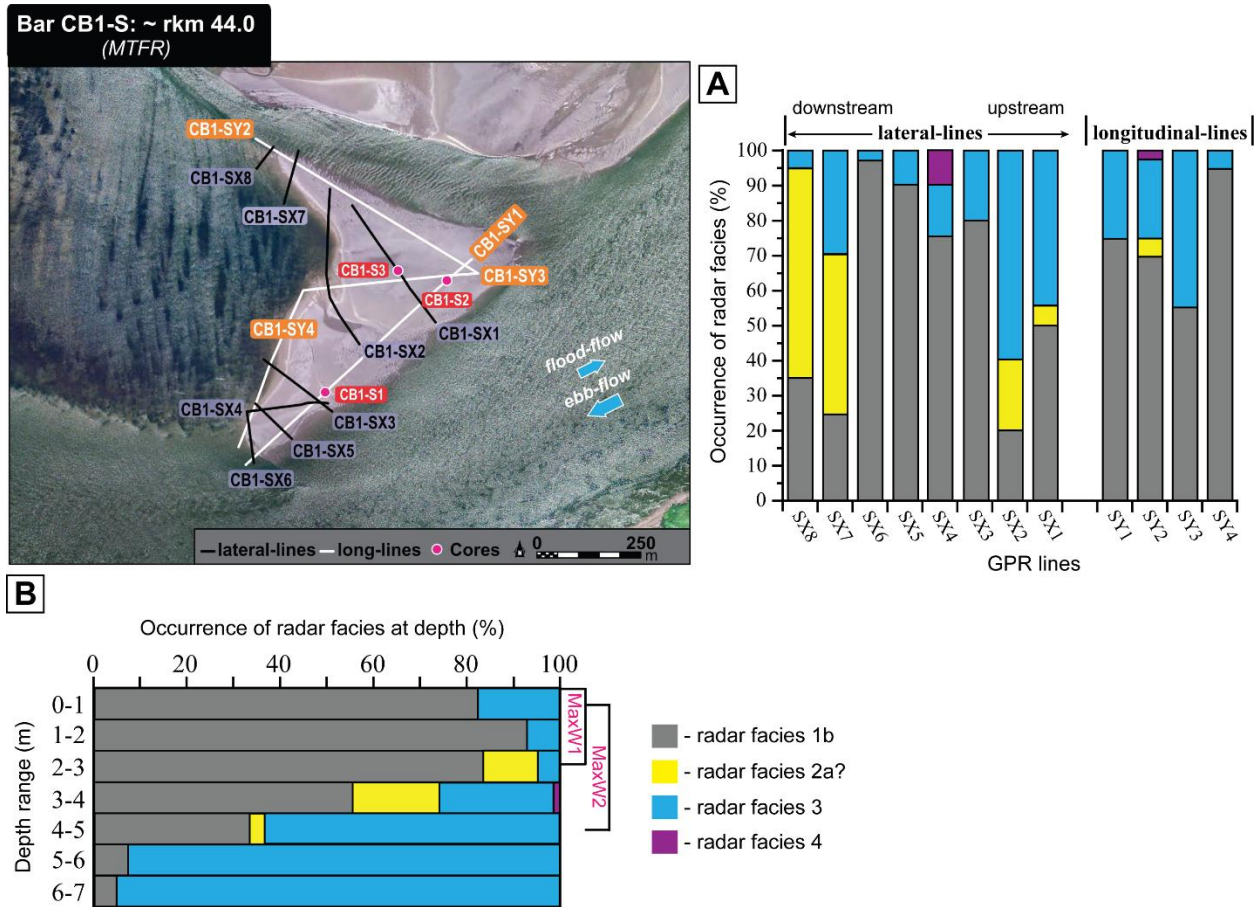 Bar CB1-S: ~ rkm 44.0
(MTFR)
CB1-SY2
CB1-SX8
CB1-SX7
CB1-SY1
CB1-S3
CB1-SY3
CB1-S2
CB1-SY4
CB1-SX1
CB1-SX2
flood-flow
ebb-flow
CB1-S1
CB1-SX4
CB1-SX3
CB1-SX5
CB1-SX6
lateral-lines
long-lines
Cores
0
250
m
A
downstream
upstream
lateral-lines
longitudinal-lines
Occurrence of radar facies (%)
100
90
80
70
60
50
40
30
20
10
0
SX8
SX7
SX6
SX5
SX4
SX3
SX2
SX1
SY1
SY2
SY3
SY4
GPR lines
B
Occurrence of radar facies at depth (%)
0 20 40 60 80 100
Depth range (m)
0-1
1-2
2-3
3-4
4-5
5-6
6-7
MaxW1
MaxW2
- radar facies 1b
- radar facies 2a?
- radar facies 3
- radar facies 4